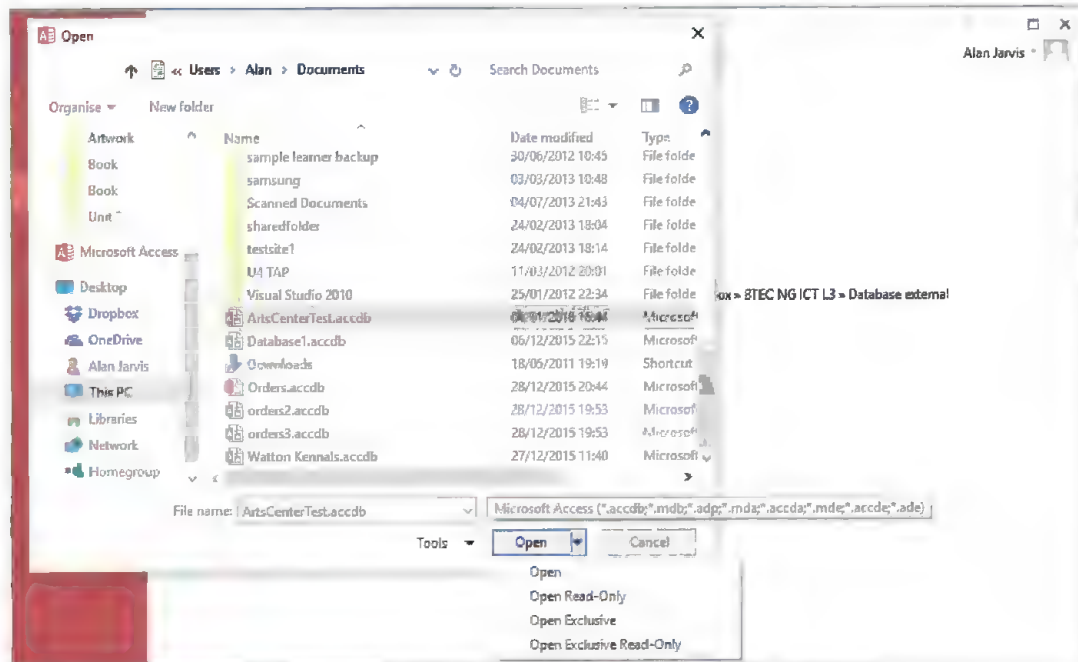 Open
Alan Jarvis
« Users > Alan > Documents
Search Documents
Organise
New folder
Artwork
Book
Book
Unit
Microsoft Access
Desktop
Dropbox
OneDrive
Alan Jarvis
This PC
Libraries
Network
Homegroup
Name Date modified Type
sample learner backup 30/06/2012 10:45 File folde
samsung 03/03/2013 10:48 File folde
Scanned Documents 04/07/2013 21:43 File folde
sharedfolder 24/02/2013 18:04 File folde
testsite1 24/02/2013 18:14 File folde
U4 TAP 11/03/2012 20:01 File folde
Visual Studio 2010 25/01/2012 22:34 File folde
ox » BTEC NG ICT L3 » Database external
ArtsCenterTest.accdb Microsoft
Database1.accdb 06/12/2015 22:15 Microsoft
Downloads 18/05/2011 19:19 Shortcut
Orders.accdb 28/12/2015 20:44 Microsoft
orders2.accdb 28/12/2015 19:53 Microsoft
orders3.accdb 28/12/2015 19:53 Microsoft
Watton Kennals.accdb 27/12/2015 11:40 Microsoft
File name: ArtsCenterTest.accdb
Microsoft Access (*.accdb;*.mdb;*.adp;*.mda;*.accda;*.mde;*.accde;*.ade)
Tools
Open
Cancel
Open
Open Read-Only
Open Exclusive
Open Exclusive Read-Only